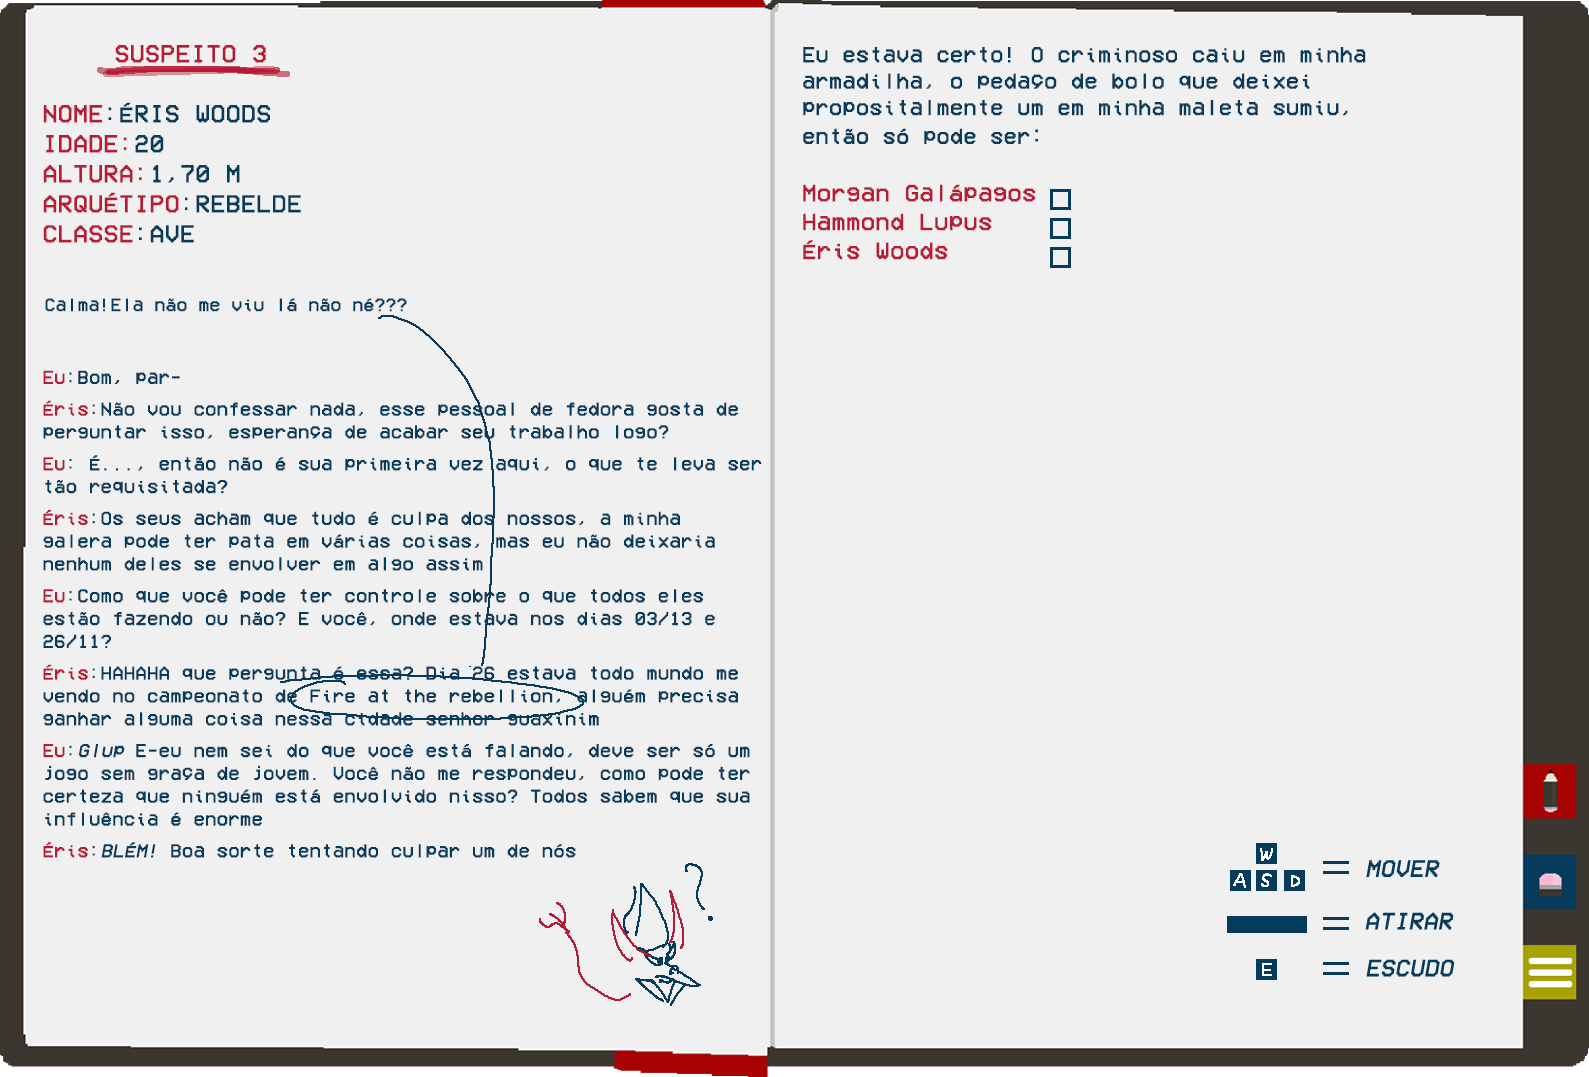 SUSPEITO 3
NOME:ÉRIS WOODS
IDADE:20
ALTURA:1,70 M
ARQUÉTIPO:REBELDE
CLASSE:AVE
Calma!Ela não me viu lá não né???
Eu:Bom, par-
Éris:Não vou confessar nada, esse pessoal de fedora gosta de
perguntar isso, esperança de acabar seu trabalho logo?
Eu: É..., então não é sua primeira vez aqui, o que te leva ser
tão requisitada?
Éris:Os seus acham que tudo é culpa dos nossos, a minha
galera pode ter pata em várias coisas, mas eu não deixaria
nenhum deles se envolver em algo assim
Eu:Como que você pode ter controle sobre o que todos eles
estão fazendo ou não? E você, onde estava nos dias 03/13 e
26/11?
Éris:HAHAHA que pergunta é essa? Dia 26 estava todo mundo me
vendo no campeonato de Fire at the rebellion, alguém precisa
ganhar alguma coisa nessa cidade senhor guaxinim
Eu:Glup E-eu nem sei do que você está falando, deve ser só um
jogo sem graça de jovem. Você não me respondeu, como pode ter
certeza que ninguém está envolvido nisso? Todos sabem que sua
influência é enorme
Éris:BLÉM! Boa sorte tentando culpar um de nós
?
Eu estava certo! O criminoso caiu em minha
armadilha, o pedaço de bolo que deixei
propositalmente um em minha maleta sumiu,
então só pode ser:
Morgan Galápagos
Hammond Lupus
Éris Woods
W
A S D = MOVER
= ATIRAR
E = ESCUDO